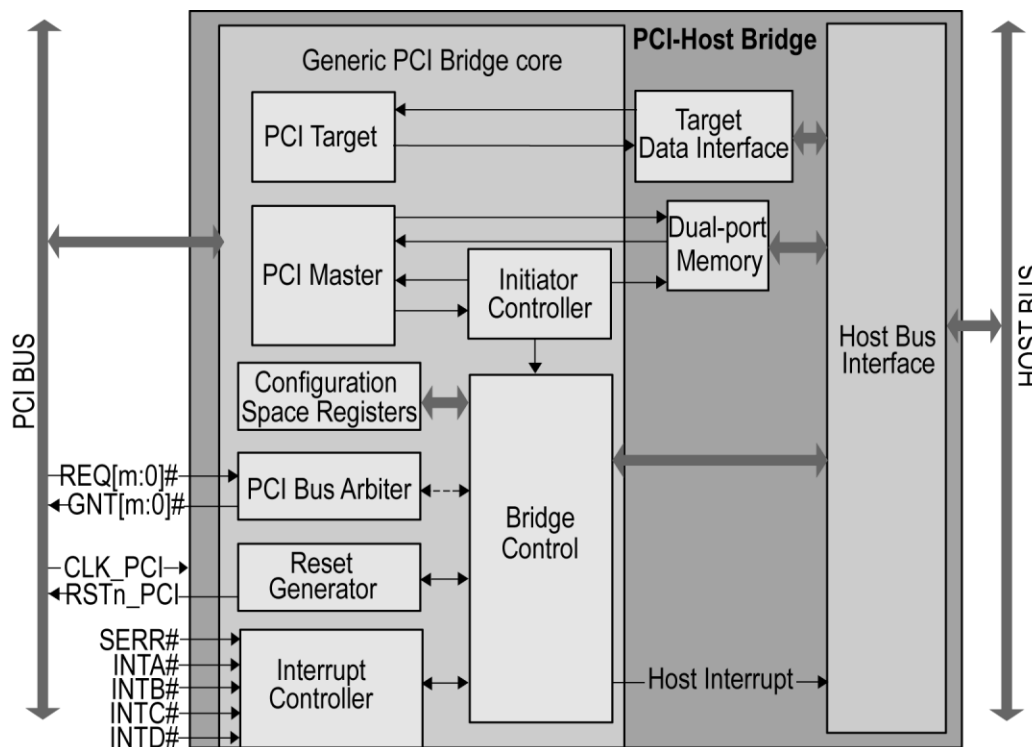 PCI-Host Bridge
Generic PCI Bridge core
PCI Target
Target
Data Interface
PCI Master
Dual-port
Memory
Initiator
Controller
Host Bus
Interface
PCI BUS
HOST BUS
Configuration
Space Registers
REQ[m:0]#
GNT[m:0]#
PCI Bus Arbiter
Bridge
Control
CLK_PCI
RSTn_PCI
Reset
Generator
SERR#
INTA#
INTB#
INTC#
INTD#
Interrupt
Controller
Host Interrupt